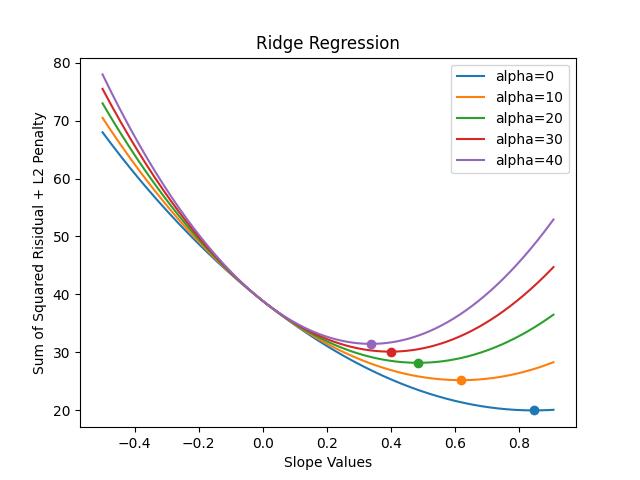 Ridge Regression
Sum of Squared Risidual + L2 Penalty
80
70
60
50
40
30
20
alpha=0
alpha=10
alpha=20
alpha=30
alpha=40
−0.4 −0.2 0.0 0.2 0.4 0.6 0.8
Slope Values